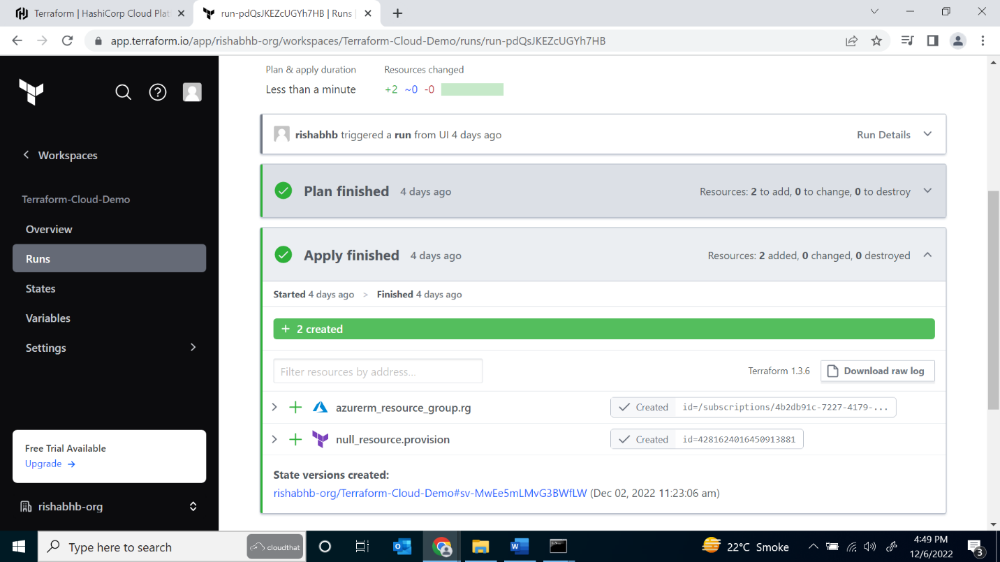 Terraform | HashiCorp Cloud Plat
run-pdQsJKEZcUGYh7HB | Runs |
app.terraform.io/app/rishabhb-org/workspaces/Terraform-Cloud-Demo/runs/run-pdQsJKEZcUGYh7HB
Workspaces
Terraform-Cloud-Demo
Overview
Runs
States
Variables
Settings
Free Trial Available
Upgrade →
rishabhb-org
Plan & apply duration
Resources changed
Less than a minute
+2 ~0 -0
rishabhb triggered a run from UI 4 days ago
Run Details
Plan finished 4 days ago
Resources: 2 to add, 0 to change, 0 to destroy
Apply finished 4 days ago
Resources: 2 added, 0 changed, 0 destroyed
Started 4 days ago > Finished 4 days ago
+ 2 created
Filter resources by address...
Terraform 1.3.6
Download raw log
+ azurerm_resource_group.rg
Created id=/subscriptions/4b2db91c-7227-4179-...
+ null_resource.provision
Created id=4281624016450913881
State versions created:
rishabhb-org/Terraform-Cloud-Demo#sv-MwEe5mLMvG3BWfLW (Dec 02, 2022 11:23:06 am)
Type here to search
cloudthat
22°C Smoke
4:49 PM
12/6/2022
3